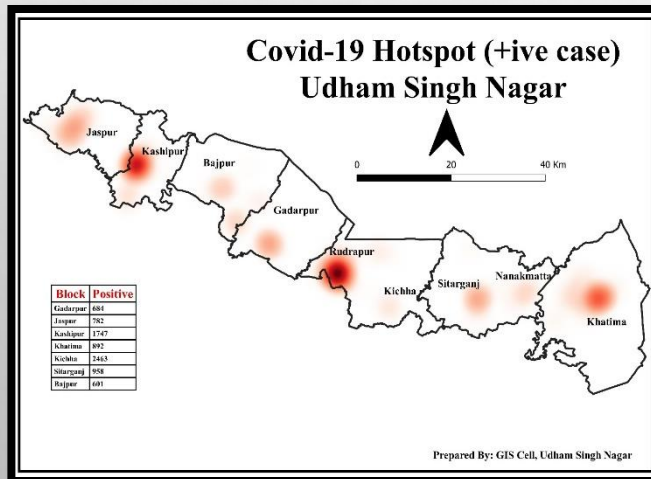 Covid-19 Hotspot (+ive case)
Udham Singh Nagar
0 20 40 Km
Jaspur
Kashipur
Bajpur
Gadarpur
Rudrapur
Kichha
Sitarganj
Nanakmatta
Khatima
Block Positive
Gadarpur 684
Jaspur 782
Kashipur 1747
Khatima 892
Kichha 2463
Sitarganj 958
Bajpur 601
Prepared By: GIS Cell, Udham Singh Nagar